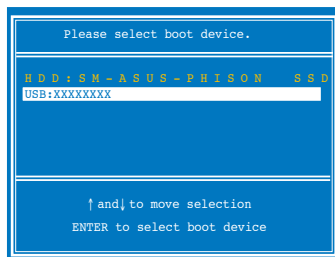 Please select boot device.
HDD:SM-ASUS-PHISON SSD
USB:XXXXXXXX
↑and↓to move selection
ENTER to select boot device